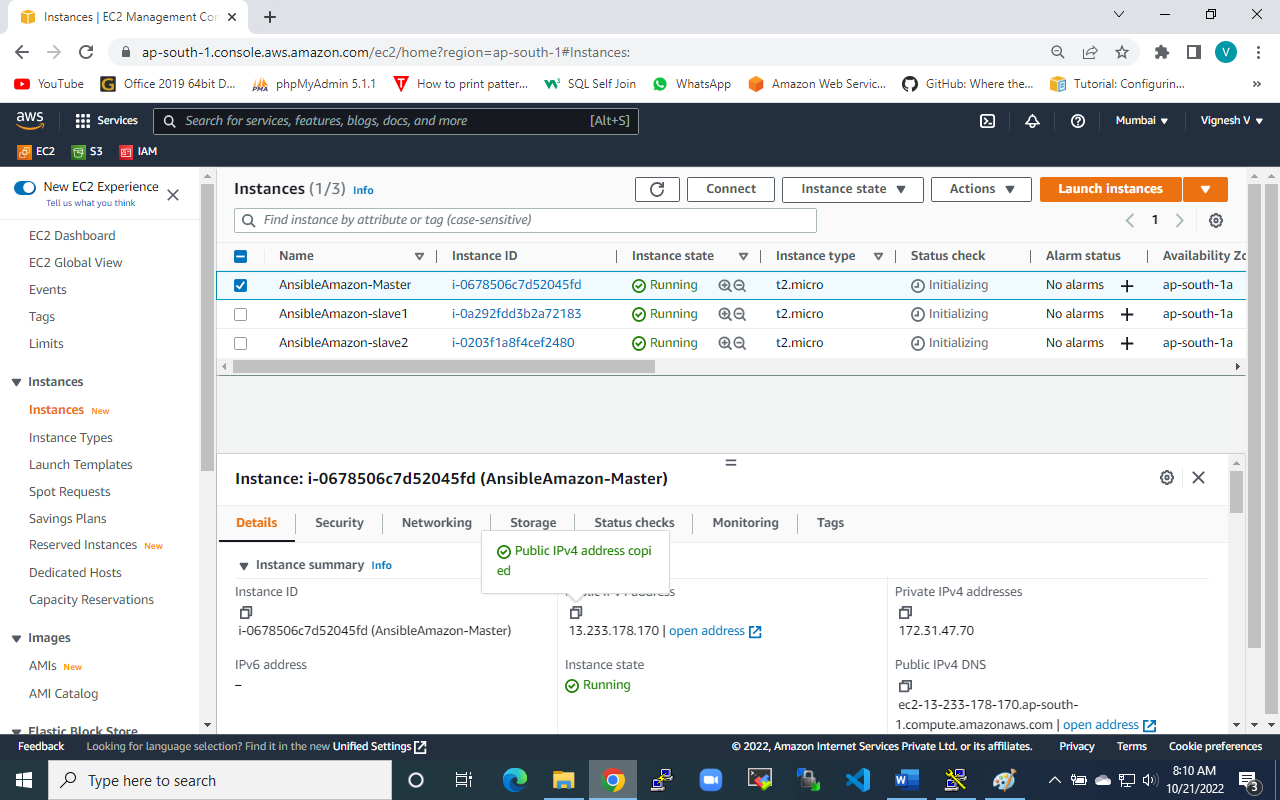 Instances | EC2 Management Con
ap-south-1.console.aws.amazon.com/ec2/home?region=ap-south-1#Instances:
V
YouTube
Office 2019 64bit D...
phpMyAdmin 5.1.1
How to print patter...
SQL Self Join
WhatsApp
Amazon Web Servic...
GitHub: Where the...
Tutorial: Configurin...
aws
Services
Search for services, features, blogs, docs, and more
[Alt+S]
Mumbai
Vignesh V
EC2
S3
IAM
New EC2 Experience
Tell us what you think
EC2 Dashboard
EC2 Global View
Events
Tags
Limits
Instances
Instances New
Instance Types
Launch Templates
Spot Requests
Savings Plans
Reserved Instances New
Dedicated Hosts
Capacity Reservations
Images
AMIs New
AMI Catalog
Elastic Block Store
Instances (1/3) Info
Connect
Instance state
Actions
Launch instances
Find instance by attribute or tag (case-sensitive)
1
Name Instance ID Instance state Instance type Status check Alarm status Availability Zo
AnsibleAmazon-Master i-0678506c7d52045fd Running t2.micro Initializing No alarms + ap-south-1a
AnsibleAmazon-slave1 i-0a292fdd3b2a72183 Running t2.micro Initializing No alarms + ap-south-1a
AnsibleAmazon-slave2 i-0203f1a8f4cef2480 Running t2.micro Initializing No alarms + ap-south-1a
Instance: i-0678506c7d52045fd (AnsibleAmazon-Master)
Details Security Networking Storage Status checks Monitoring Tags
Public IPv4 address copi
ed
Instance summary Info
Instance ID
i-0678506c7d52045fd (AnsibleAmazon-Master)
Public IPv4 address
13.233.178.170 | open address
Private IPv4 addresses
172.31.47.70
IPv6 address
–
Instance state
Running
Public IPv4 DNS
ec2-13-233-178-170.ap-south-
1.compute.amazonaws.com | open address
Feedback
Looking for language selection? Find it in the new Unified Settings
© 2022, Amazon Internet Services Private Ltd. or its affiliates.
Privacy
Terms
Cookie preferences
Type here to search
8:10 AM
10/21/2022
3